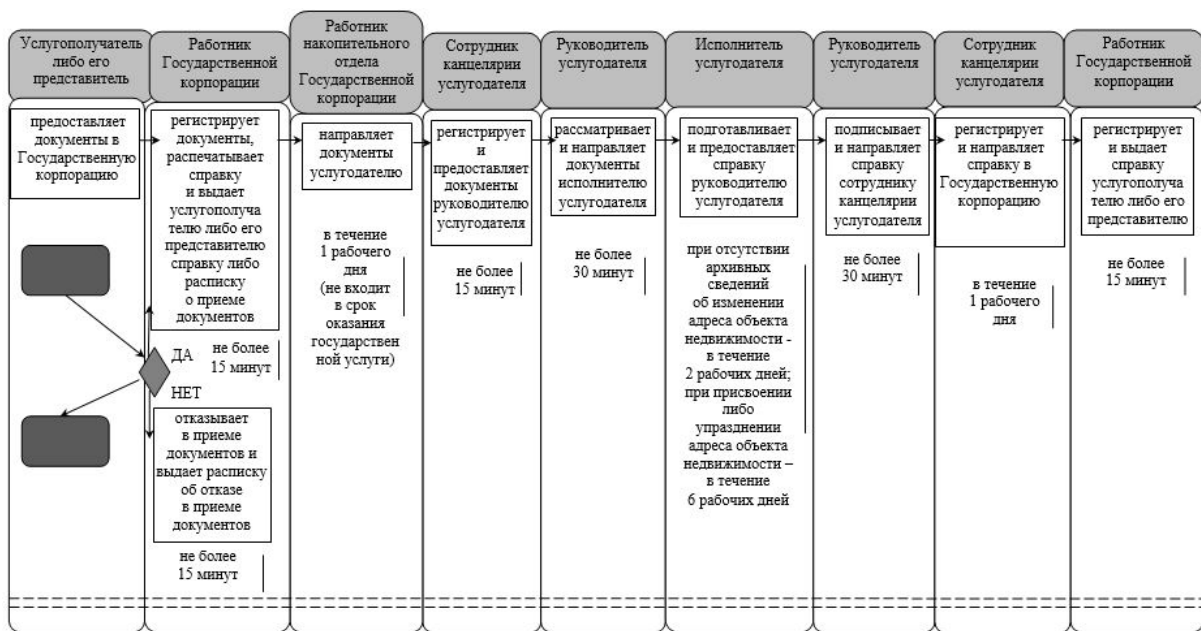 Услугополучатель
либо его
представитель
Работник
Государственной
корпорации
Работник
накопительного
отдела
Государственной
корпорации
Сотрудник
канцелярии
услугодателя
Руководитель
услугодателя
Исполнитель
услугодателя
Руководитель
услугодателя
Сотрудник
канцелярии
услугодателя
Работник
Государственной
корпорации
предоставляет
документы в
Государственную
корпорацию
регистрирует
документы,
распечатывает
справку
и выдает
услугополуча
телю либо его
представителю
справку либо
расписку
о приеме
документов
ДА
не более
15 минут
НЕТ
отказывает
в приеме
документов и
выдает расписку
об отказе
в приеме
документов
не более
15 минут
направляет
документы
услугодателю
в течение
1 рабочего
дня
(не входит
в срок
оказания
государствен
ной услуги)
регистрирует
и
предоставляет
документы
руководителю
услугодателя
не более
15 минут
рассматривает
и направляет
документы
исполнителю
услугодателя
не более
30 минут
подготавливает
и предоставляет
справку
руководителю
услугодателя
при отсутствии
архивных
сведений
об изменении
адреса объекта
недвижимости -
в течение
2 рабочих дней;
при присвоении
либо
упразднении
адреса объекта
недвижимости –
в течение
6 рабочих дней
подписывает
и направляет
справку
сотруднику
канцелярии
услугодателя
не более
30 минут
регистрирует
и направляет
справку в
Государственную
корпорацию
в течение
1 рабочего
дня
регистрирует
и выдает
справку
услугополуча
телю либо его
представителю
не более
15 минут